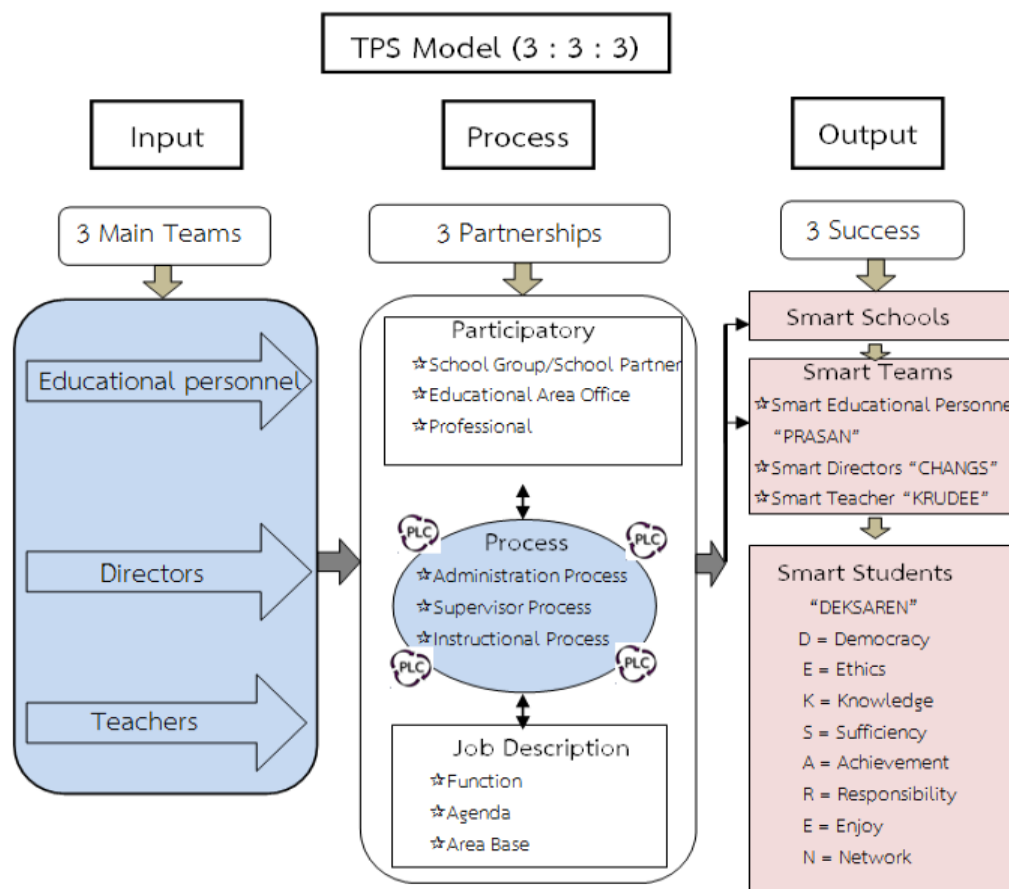 TPS Model (3 : 3 : 3)
Input
Process
Output
3 Main Teams
3 Partnerships
3 Success
Educational personnel
Directors
Teachers
Participatory
☆School Group/School Partner
☆Educational Area Office
☆Professional
PLC
PLC
Process
☆Administration Process
☆Supervisor Process
☆Instructional Process
PLC
PLC
Job Description
☆Function
☆Agenda
☆Area Base
Smart Schools
Smart Teams
☆Smart Educational Personne
"PRASAN"
☆Smart Directors "CHANGS"
☆Smart Teacher "KRUDEE"
Smart Students
"DEKSAREN"
D = Democracy
E = Ethics
K = Knowledge
S = Sufficiency
A = Achievement
R = Responsibility
E = Enjoy
N = Network